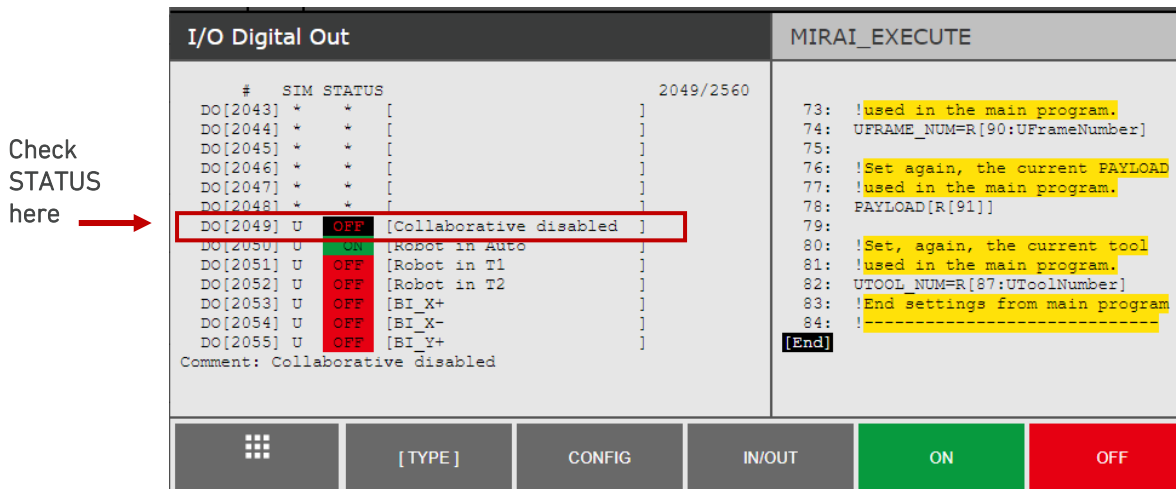 I/O Digital Out
# SIM STATUS 2049/2560
DO[2043] * * [ ]
DO[2044] * * [ ]
DO[2045] * * [ ]
DO[2046] * * [ ]
DO[2047] * * [ ]
DO[2048] * * [ ]
DO[2049] U OFF [Collaborative disabled ]
DO[2050] U ON [Robot in Auto ]
DO[2051] U OFF [Robot in T1 ]
DO[2052] U OFF [Robot in T2 ]
DO[2053] U OFF [BI_X+ ]
DO[2054] U OFF [BI_X- ]
DO[2055] U OFF [BI_Y+ ]
Comment: Collaborative disabled
Check
STATUS
here
MIRAI_EXECUTE
73: !used in the main program.
74: UFRAME_NUM=R[90:UFrameNumber]
75:
76: !Set again, the current PAYLOAD
77: !used in the main program.
78: PAYLOAD[R[91]]
79:
80: !Set, again, the current tool
81: !used in the main program.
82: UTOOL_NUM=R[87:UToolNumber]
83: !End settings from main program
84: !-----------------------------
[End]
[ TYPE ]
CONFIG
IN/OUT
ON
OFF